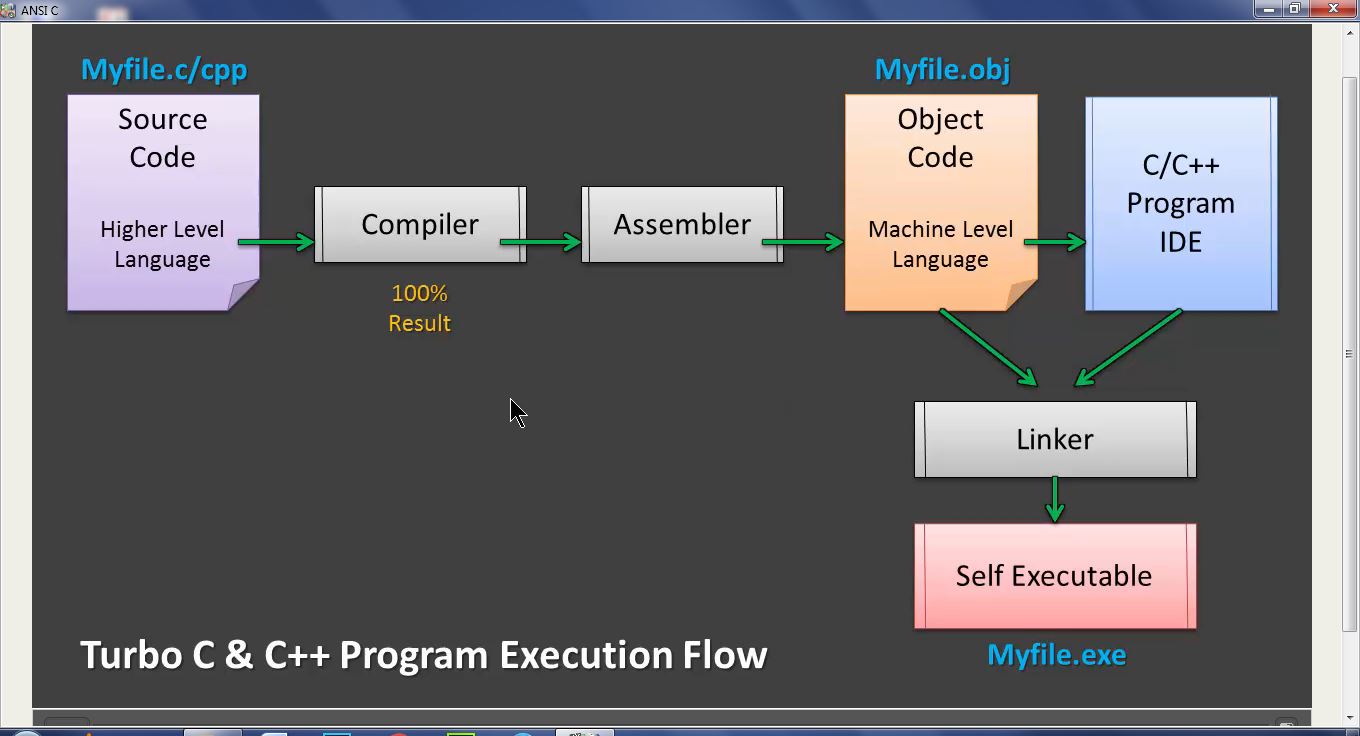 ANSI C
Myfile.c/cpp
Source
Code
Higher Level
Language
Compiler
100%
Result
Assembler
Myfile.obj
Object
Code
Machine Level
Language
C/C++
Program
IDE
Linker
Self Executable
Myfile.exe
Turbo C & C++ Program Execution Flow